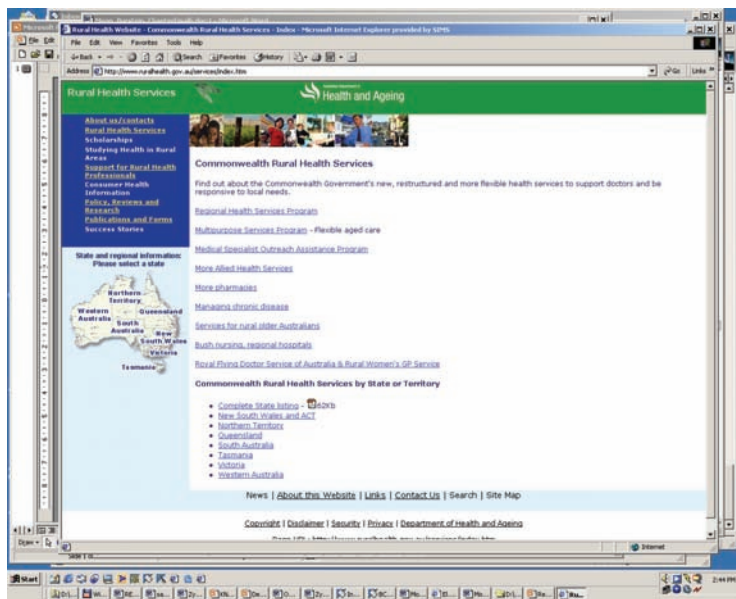 Rural Health Website - Commonwealth Rural Health Services - Index - Microsoft Internet Explorer provided by SIMS
File Edit View Favorites Tools Help
Back Search Favorites History
Address http://www.ruralhealth.gov.au/services/index.htm Go Links
Rural Health Services
Health and Ageing
About us/contacts
Rural Health Services
Scholarships
Studying Health in Rural
Areas
Support for Rural Health
Professionals
Consumer Health
Information
Policy, Reviews and
Research
Publications and Forms
Success Stories
State and regional information:
Please select a state
Northern
Territory
Western
Australia
Queensland
South
Australia
New
South Wales
Victoria
Tasmania
Commonwealth Rural Health Services
Find out about the Commonwealth Government's new, restructured and more flexible health services to support doctors and be
responsive to local needs.
Regional Health Services Program
Multipurpose Services Program - Flexible aged care
Medical Specialist Outreach Assistance Program
More Allied Health Services
More pharmacies
Managing chronic disease
Services for rural older Australians
Bush nursing, regional hospitals
Royal Flying Doctor Service of Australia & Rural Women's GP Service
Commonwealth Rural Health Services by State or Territory
• Complete State listing - 62Kb
• New South Wales and ACT
• Northern Territory
• Queensland
• South Australia
• Tasmania
• Victoria
• Western Australia
News | About this Website | Links | Contact Us | Search | Site Map
Copyright | Disclaimer | Security | Privacy | Department of Health and Ageing
Internet
Draw
Start
2:44 PM